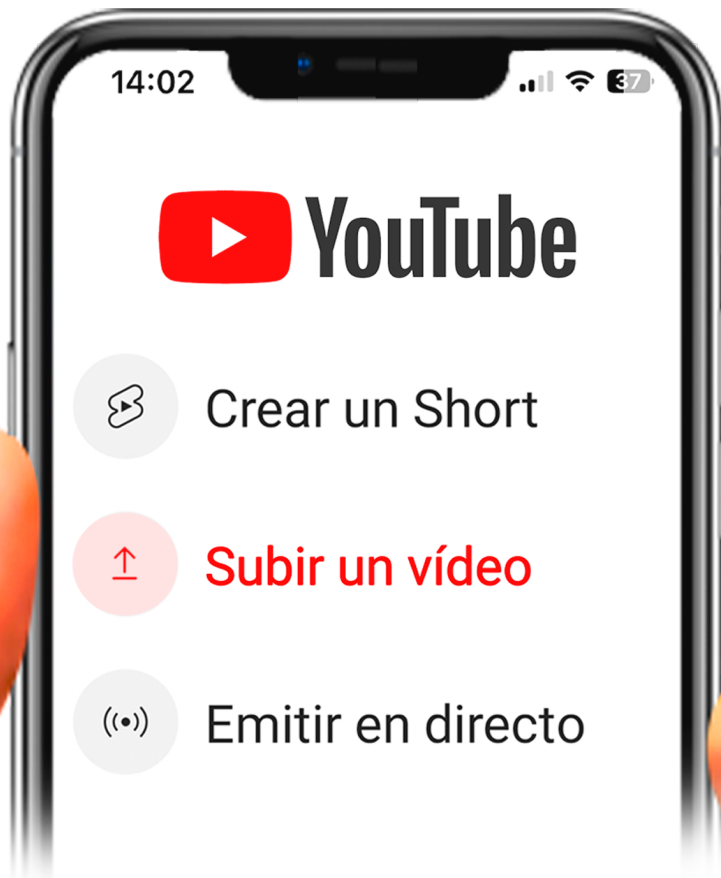 14:02
37
YouTube
Crear un Short
Subir un vídeo
Emitir en directo